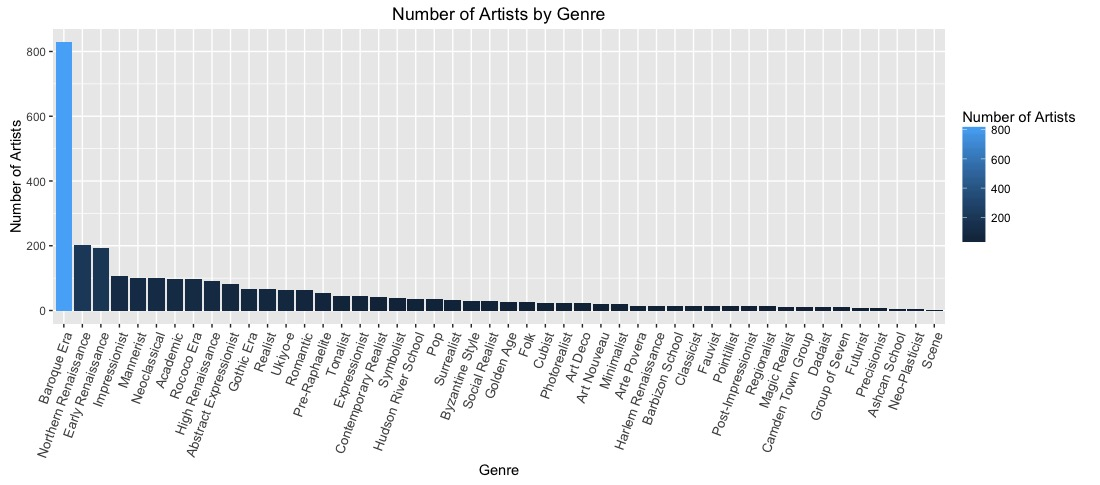 Number of Artists by Genre
Number of Artists
800
600
400
200
0
Baroque Era
Northern Renaissance
Early Renaissance
Impressionist
Mannerist
Neoclassical
Academic
Rococo Era
High Renaissance
Abstract Expressionist
Gothic Era
Realist
Ukiyo-e
Romantic
Pre-Raphaelite
Tonalist
Expressionist
Contemporary Realist
Symbolist
Hudson River School
Pop
Surrealist
Byzantine Style
Social Realist
Golden Age
Folk
Cubist
Photorealist
Art Deco
Art Nouveau
Minimalist
Arte Povera
Harlem Renaissance
Barbizon School
Classicist
Fauvist
Pointillist
Post-Impressionist
Regionalist
Magic Realist
Camden Town Group
Dadaist
Group of Seven
Futurist
Precisionist
Ashcan School
Neo-Plasticist
Scene
Genre
Number of Artists
800
600
400
200